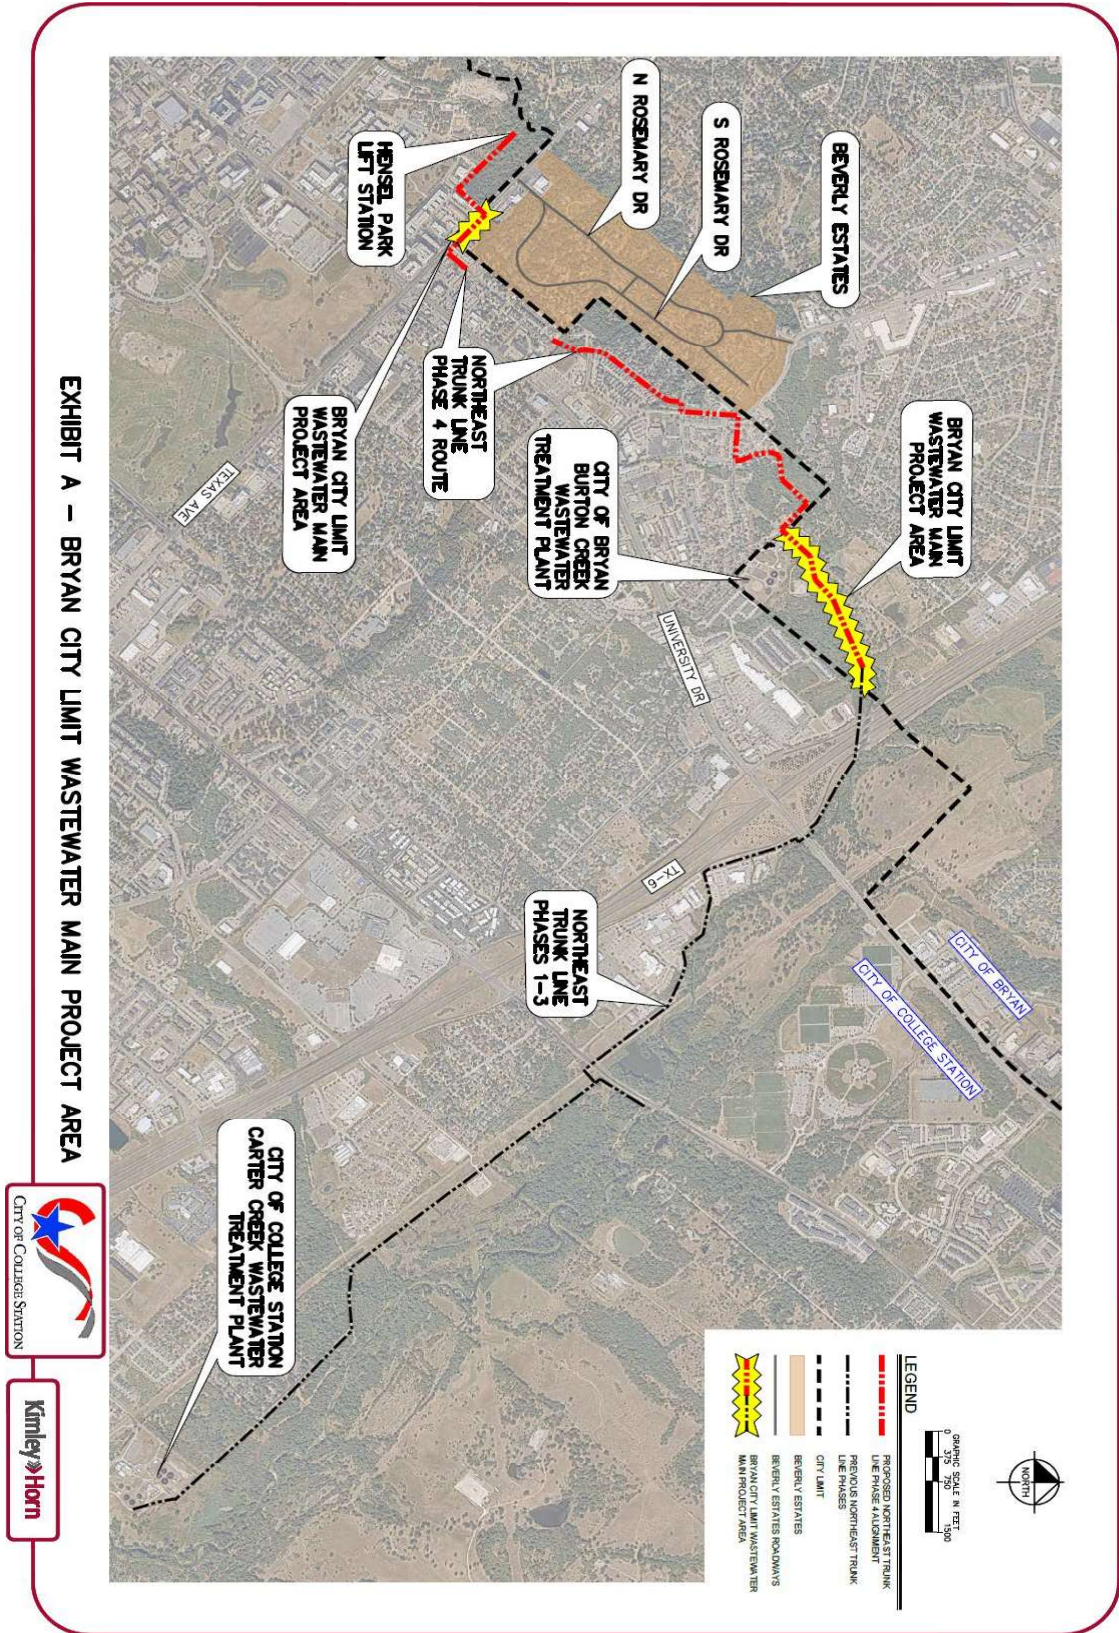 BEVERLY ESTATES
S ROSEMARY DR
N ROSEMARY DR
HENSEL PARK
LIFT STATION
BRYAN CITY LIMIT
WASTEWATER MAIN
PROJECT AREA
CITY OF BRYAN
BURTON CREEK
WASTEWATER
TREATMENT PLANT
NORTHEAST
TRUNK LINE
PHASE 4 ROUTE
BRYAN CITY LIMIT
WASTEWATER MAIN
PROJECT AREA
TEXAS AVE
UNIVERSITY DR
TX-6
CITY OF BRYAN
CITY OF COLLEGE STATION
NORTHEAST
TRUNK LINE
PHASES 1-3
CITY OF COLLEGE STATION
CARTER CREEK WASTEWATER
TREATMENT PLANT
NORTH
GRAPHIC SCALE IN FEET
0 375 750 1500
LEGEND
PROPOSED NORTHEAST TRUNK
LINE PHASE 4 ALIGNMENT
PREVIOUS NORTHEAST TRUNK
LINE PHASES
CITY LIMIT
BEVERLY ESTATES
BEVERLY ESTATES ROADWAYS
BRYAN CITY LIMIT WASTEWATER
MAIN PROJECT AREA
EXHIBIT A - BRYAN CITY LIMIT WASTEWATER MAIN PROJECT AREA
CITY OF COLLEGE STATION
Kimley»Horn